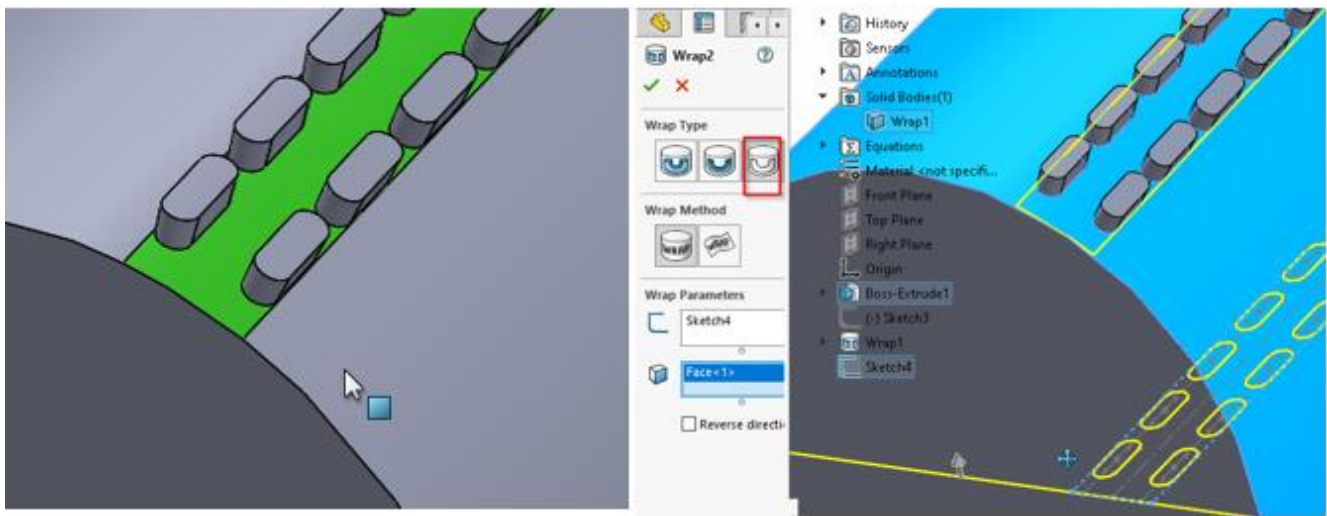 Wrap2
Wrap Type
Wrap Method
WRAP
Wrap Parameters
Sketch4
Face<1>
Reverse directi
History
Sensors
Annotations
Solid Bodies(1)
Wrap1
Equations
Material <not specifi...
Front Plane
Top Plane
Right Plane
Origin
Boss-Extrude1
(-) Sketch3
Wrap1
Sketch4